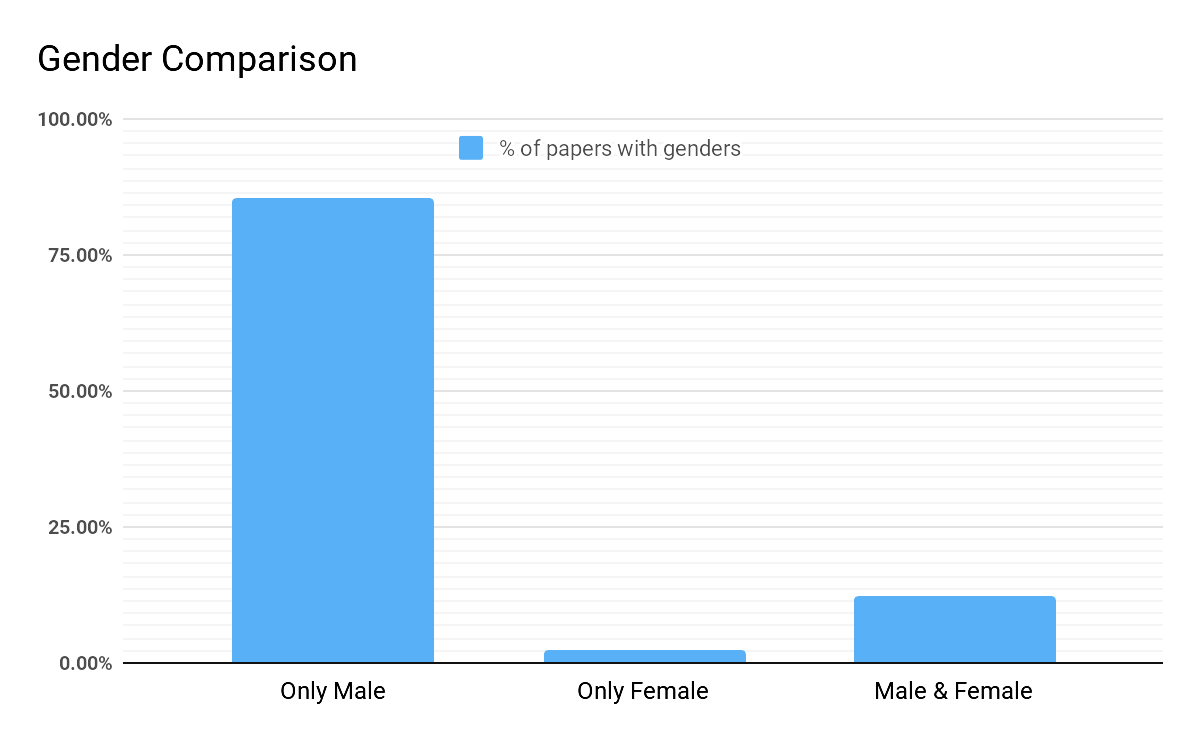 Gender Comparison
100.00%
% of papers with genders
75.00%
50.00%
25.00%
0.00%
Only Male
Only Female
Male & Female